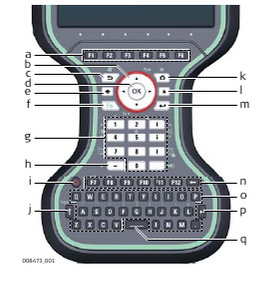 F1 F2 F3 F4 F5 F6
a
b
c
d
e
f
OK
k
l
m
1 2 3
4 5 6
7 8 9
g
h
i
F7 F8 F9 F10 F11 F12
n
Q W E R T Y U I O P
o
j
A S D F G H J K L
p
Z X C V B N M
q
008473_001